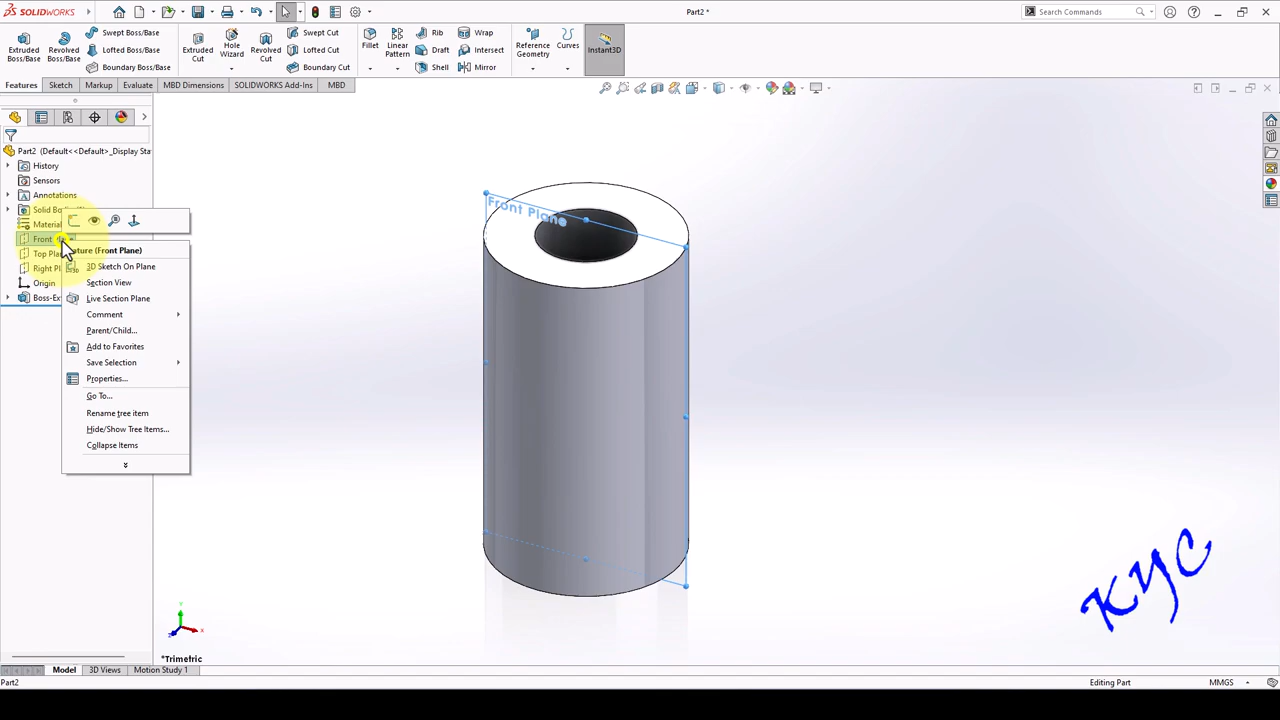 SOLIDWORKS
Part2 *
Search Commands
Extruded Boss/Base
Revolved Boss/Base
Swept Boss/Base
Lofted Boss/Base
Boundary Boss/Base
Extruded Cut
Hole Wizard
Revolved Cut
Swept Cut
Lofted Cut
Boundary Cut
Fillet
Linear Pattern
Rib
Draft
Shell
Wrap
Intersect
Mirror
Reference Geometry
Curves
Instant3D
Features
Sketch
Markup
Evaluate
MBD Dimensions
SOLIDWORKS Add-Ins
MBD
Part2 (Default<<Default>_Display Sta
History
Sensors
Annotations
Solid
Material
Front
Top
Right
Origin
Boss-Ex
(Front Plane)
3D Sketch On Plane
Section View
Live Section Plane
Comment
Parent/Child...
Add to Favorites
Save Selection
Properties...
Go To...
Rename tree item
Hide/Show Tree Items...
Collapse Items
Front Plane
KYC
Y
X
Z
*Trimetric
Model
3D Views
Motion Study 1
Part2
Editing Part
MMGS